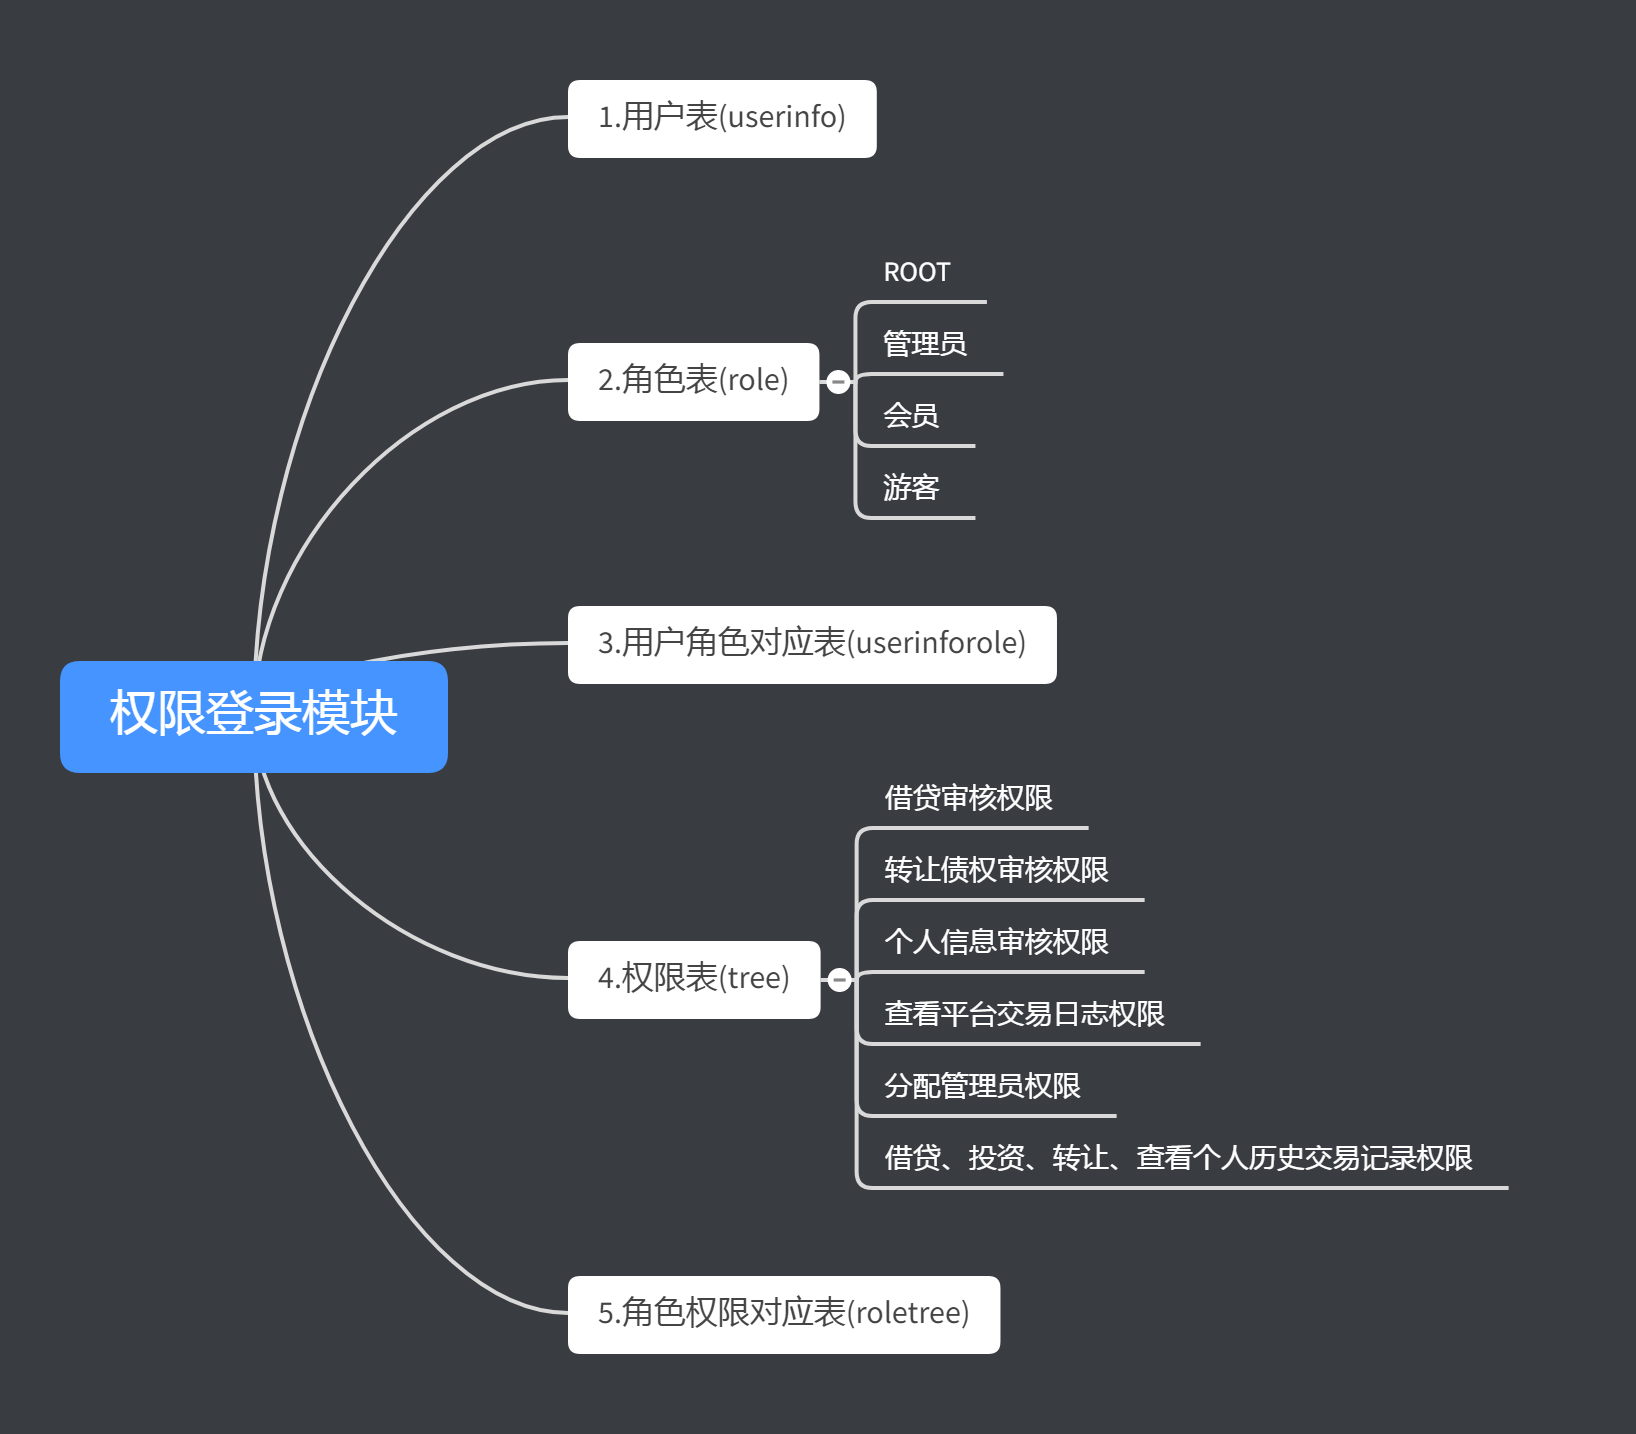 1.用户表(userinfo)
ROOT
管理员
2.角色表(role)
会员
游客
3.用户角色对应表(userinforole)
权限登录模块
借贷审核权限
转让债权审核权限
个人信息审核权限
4.权限表(tree)
查看平台交易日志权限
分配管理员权限
借贷、投资、转让、查看个人历史交易记录权限
5.角色权限对应表(roletree)